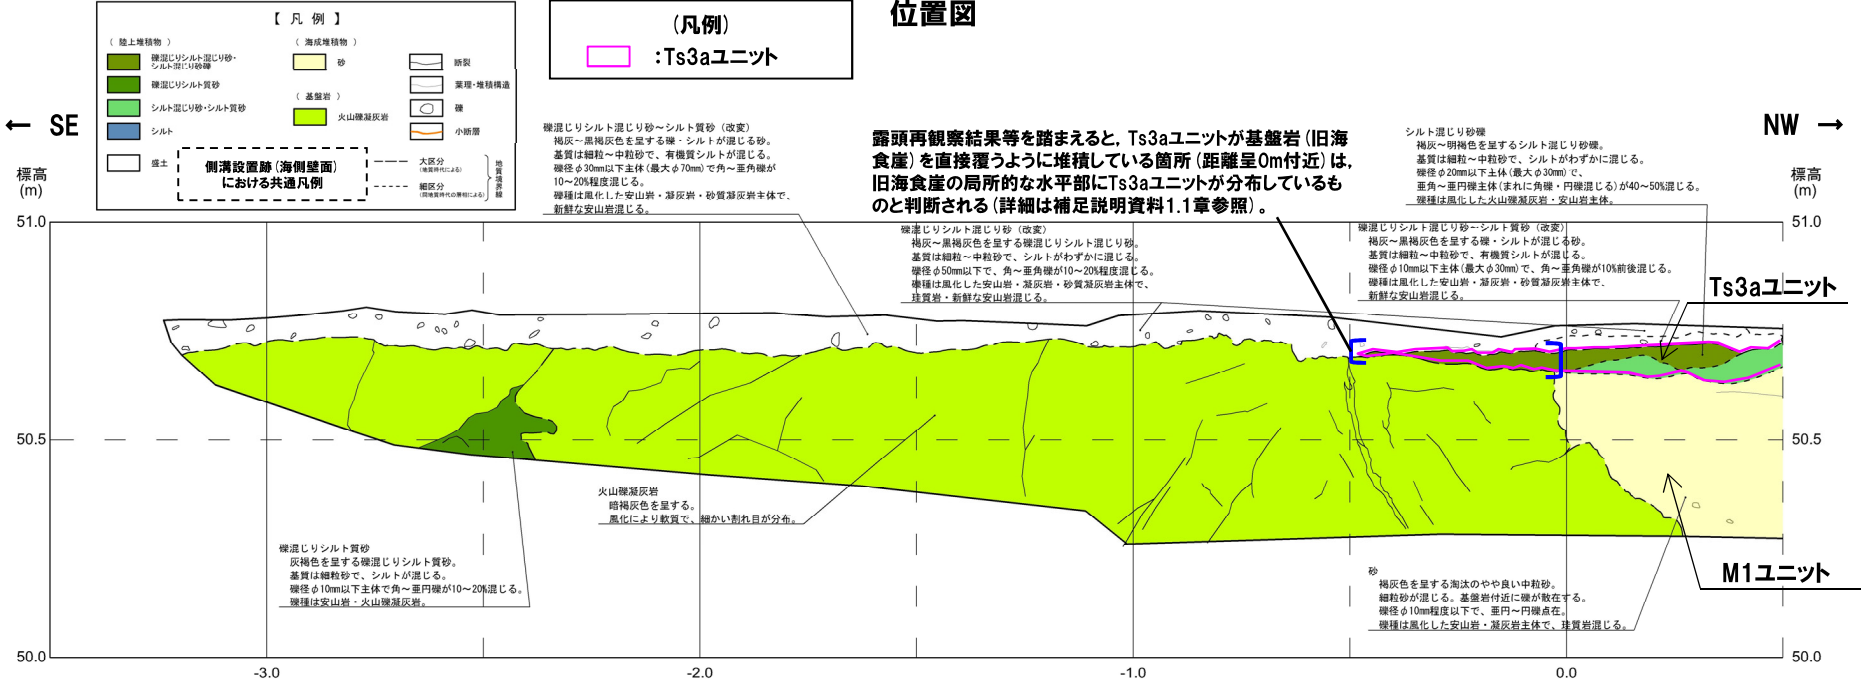 位置図
【 凡 例 】
（ 陸上堆積物 ）
礫混じりシルト混じり砂・
シルト混じり砂礫
礫混じりシルト質砂
シルト混じり砂・シルト質砂
シルト
盛土
（ 海成堆積物 ）
砂
（ 基盤岩 ）
火山礫凝灰岩
断裂
葉理・堆積構造
礫
小断層
側溝設置跡（海側壁面）
における共通凡例
大区分
（地質時代による）
細区分
（同地質時代の層相による）
地質境界線
（凡例）
：Ts3aユニット
← SE
NW →
標高
(m)
標高
(m)
露頭再観察結果等を踏まえると，Ts3aユニットが基盤岩（旧海
食崖）を直接覆うように堆積している箇所（距離呈0m付近）は，
旧海食崖の局所的な水平部にTs3aユニットが分布しているも
のと判断される（詳細は補足説明資料1.1章参照）。
礫混じりシルト混じり砂～シルト質砂（改変）
褐灰～黒褐灰色を呈する礫・シルトが混じる砂。
基質は細粒～中粒砂で、有機質シルトが混じる。
礫径φ30mm以下主体（最大φ70mm）で角～亜角礫が
10～20%程度混じる。
礫種は風化した安山岩・凝灰岩・砂質凝灰岩主体で、
新鮮な安山岩混じる。
礫混じりシルト混じり砂（改変）
褐灰～黒褐灰色を呈する礫混じりシルト混じり砂。
基質は細粒～中粒砂で、シルトがわずかに混じる。
礫径φ50mm以下で、角～亜角礫が10～20%程度混じる。
礫種は風化した安山岩・凝灰岩・砂質凝灰岩主体で、
珪質岩・新鮮な安山岩混じる。
シルト混じり砂礫
褐灰～明褐色を呈するシルト混じり砂礫。
基質は細粒～中粒砂で、シルトがわずかに混じる。
礫径φ20mm以下主体（最大φ30mm）で、
亜角～亜円礫主体（まれに角礫・円礫混じる）が40～50%混じる。
礫種は風化した火山礫凝灰岩・安山岩主体。
礫混じりシルト混じり砂～シルト質砂（改変）
褐灰～黒褐灰色を呈する礫・シルトが混じる砂。
基質は細粒～中粒砂で、有機質シルトが混じる。
礫径φ10mm以下主体（最大φ30mm）で、角～亜角礫が10%前後混じる。
礫種は風化した安山岩・凝灰岩・砂質凝灰岩主体で、
新鮮な安山岩混じる。
Ts3aユニット
51.0
51.0
50.5
50.5
火山礫凝灰岩
暗褐灰色を呈する。
風化により軟質で、細かい割れ目が分布。
礫混じりシルト質砂
灰褐色を呈する礫混じりシルト質砂。
基質は細粒砂で、シルトが混じる。
礫径φ10mm以下主体で角～亜円礫が10～20%混じる。
礫種は安山岩・火山礫凝灰岩。
M1ユニット
砂
褐灰色を呈する淘汰のやや良い中粒砂。
細粒砂が混じる。基盤岩付近に礫が散在する。
礫径φ10mm程度以下で、亜円～円礫点在。
礫種は風化した安山岩・凝灰岩主体で、珪質岩混じる。
50.0
50.0
-3.0
-2.0
-1.0
0.0